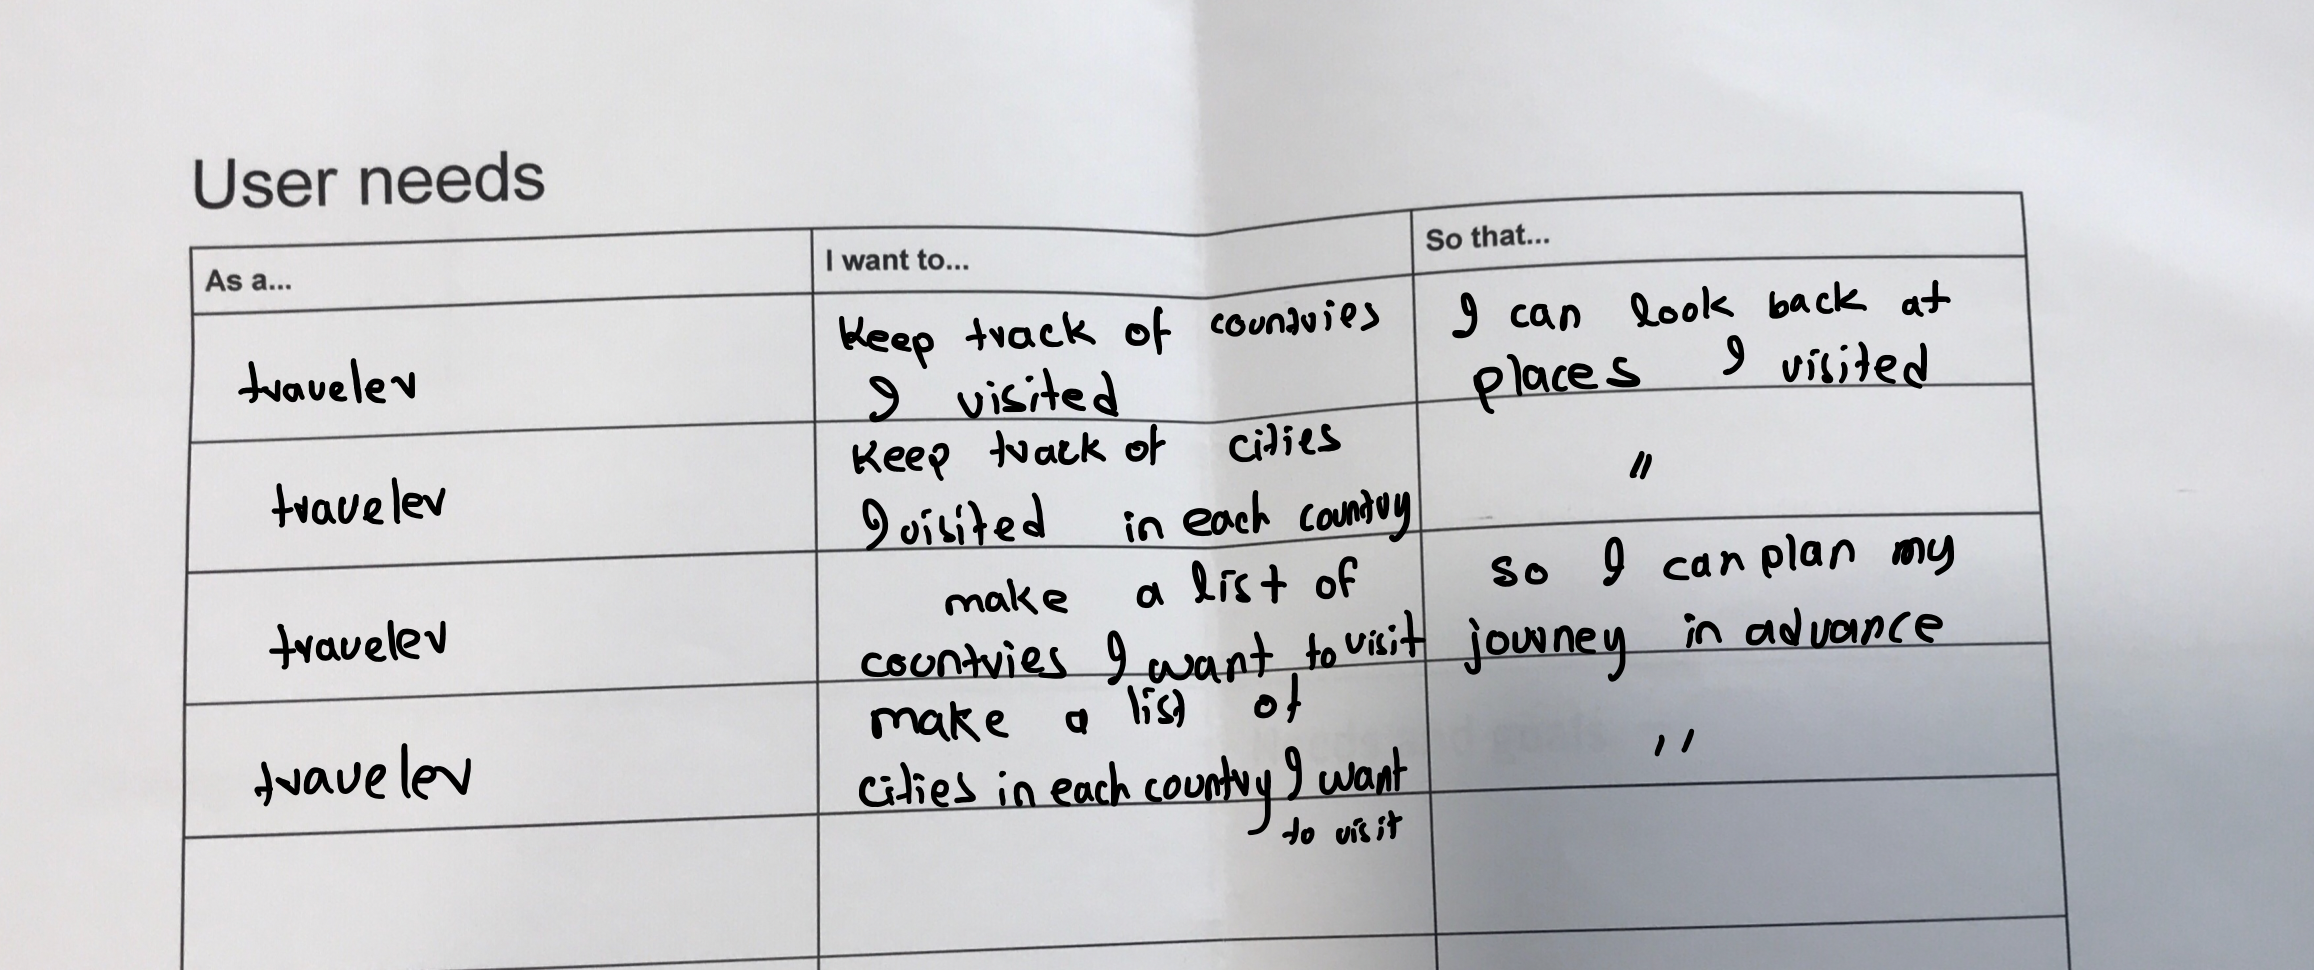 User needs
As a...
I want to...
So that...
traveler
Keep track of countries
I visited
I can look back at
places I visited
traveler
Keep track of cities
I visited in each country
"
traveler
make a list of
countries I want to visit
so I can plan my
journey in advance
traveler
make a list of
cities in each country I want
to visit
"